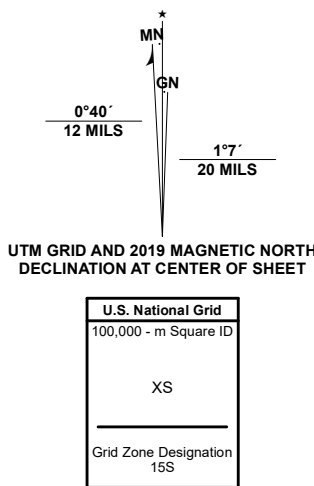 ★
MN
GN
0°40´
12 MILS
1°7´
20 MILS
UTM GRID AND 2019 MAGNETIC NORTH
DECLINATION AT CENTER OF SHEET
U.S. National Grid
100,000 - m Square ID
XS
Grid Zone Designation
15S